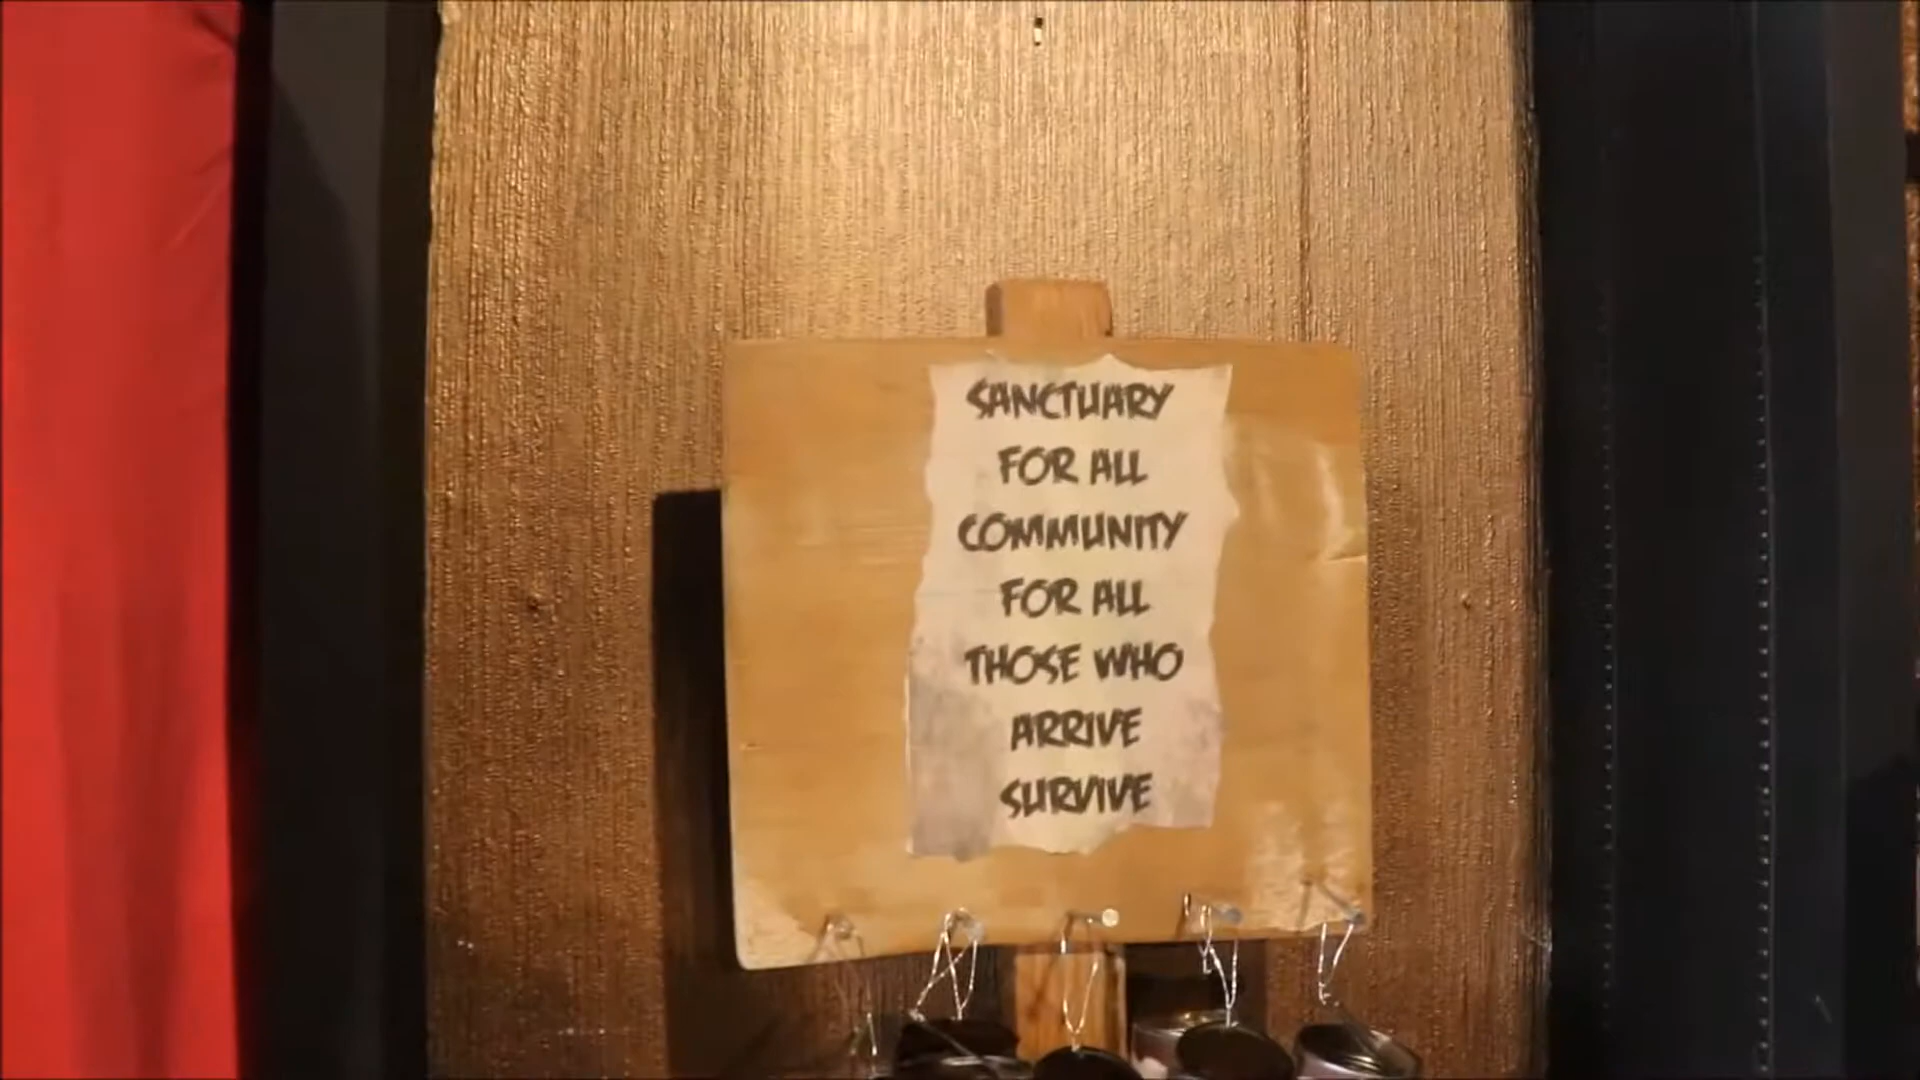 SANCTUARY
FOR ALL
COMMUNITY
FOR ALL
THOSE WHO
ARRIVE
SURVIVE